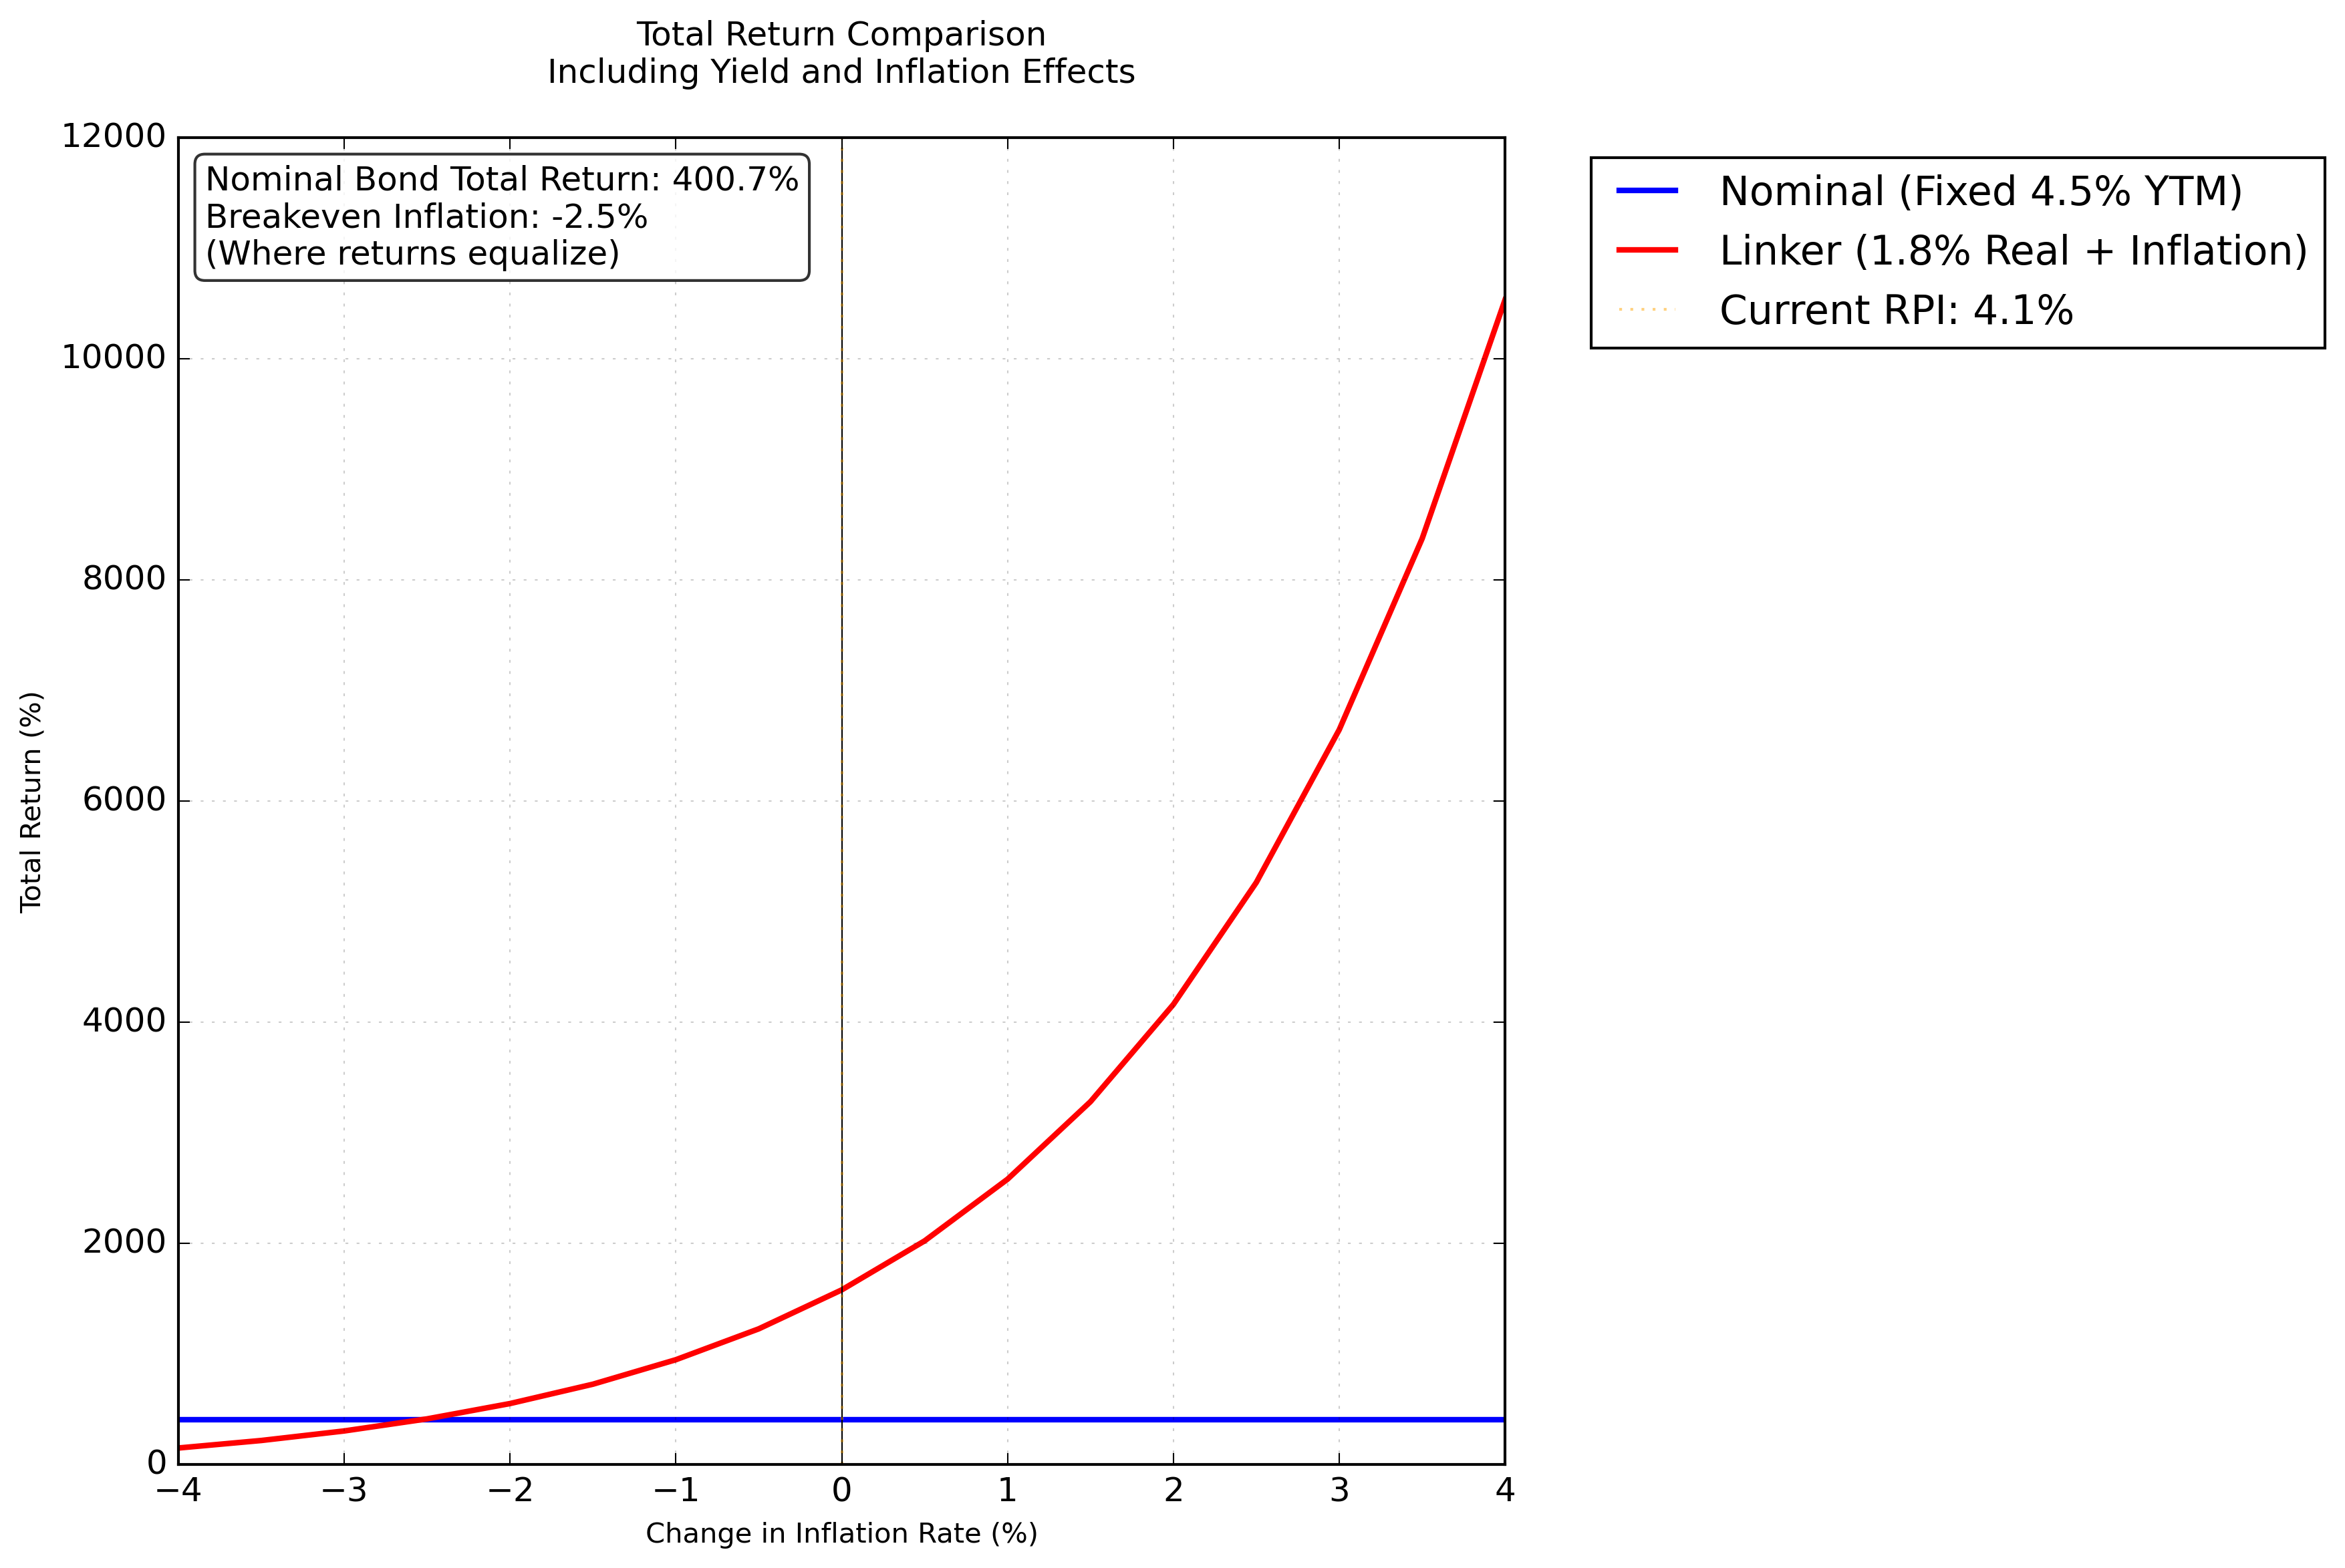 Total Return Comparison
Including Yield and Inflation Effects
12000
10000
8000
6000
4000
2000
0
Total Return (%)
Nominal Bond Total Return: 400.7%
Breakeven Inflation: -2.5%
(Where returns equalize)
−4
−3
−2
−1
0
1
2
3
4
Change in Inflation Rate (%)
Nominal (Fixed 4.5% YTM)
Linker (1.8% Real + Inflation)
Current RPI: 4.1%